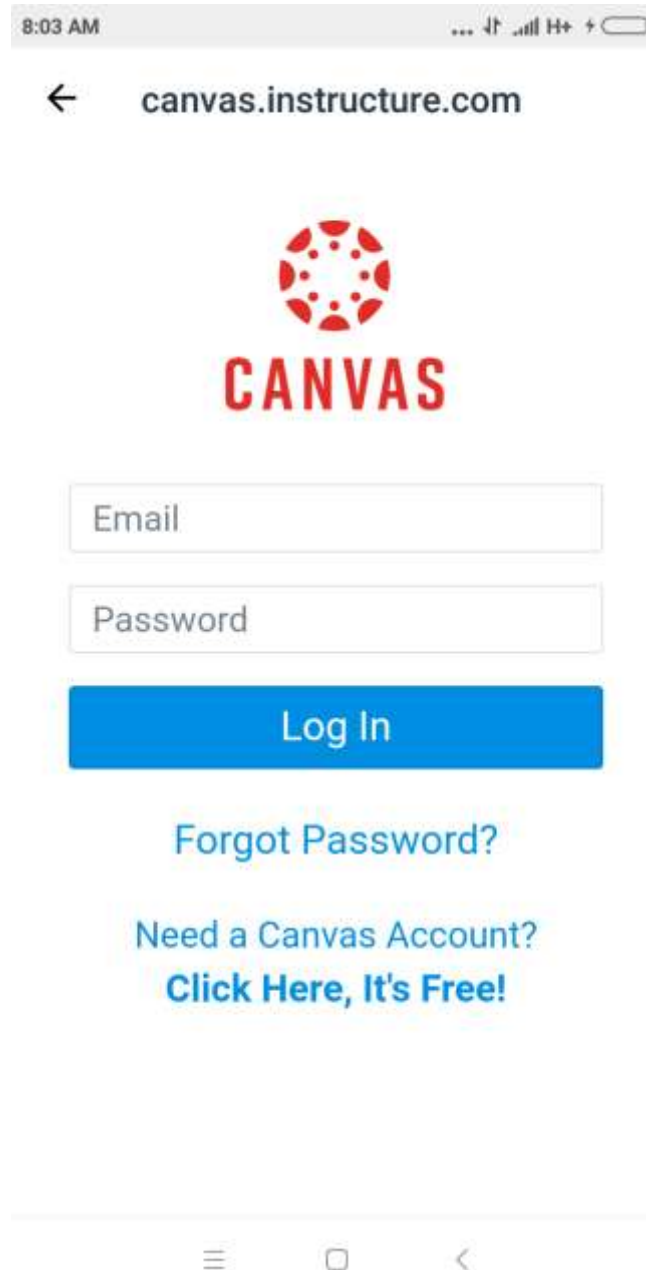 8:03 AM ... H+
canvas.instructure.com
CANVAS
Email
Password
Log In
Forgot Password?
Need a Canvas Account?
Click Here, It's Free!